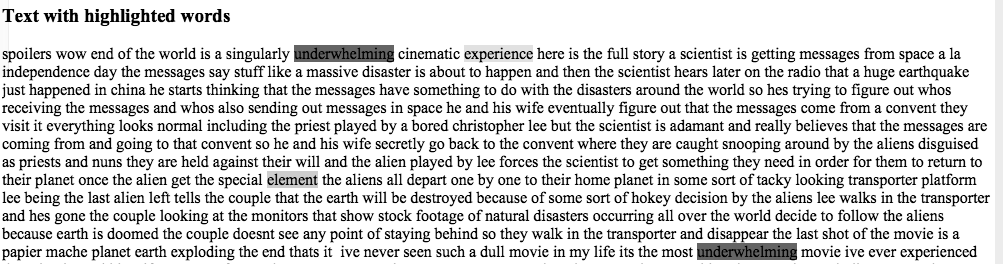 Text with highlighted words
spoilers wow end of the world is a singularly underwhelming cinematic experience here is the full story a scientist is getting messages from space a la
independence day the messages say stuff like a massive disaster is about to happen and then the scientist hears later on the radio that a huge earthquake
just happened in china he starts thinking that the messages have something to do with the disasters around the world so hes trying to figure out whos
receiving the messages and whos also sending out messages in space he and his wife eventually figure out that the messages come from a convent they
visit it everything looks normal including the priest played by a bored christopher lee but the scientist is adamant and really believes that the messages are
coming from and going to that convent so he and his wife secretly go back to the convent where they are caught snooping around by the aliens disguised
as priests and nuns they are held against their will and the alien played by lee forces the scientist to get something they need in order for them to return to
their planet once the alien get the special element the aliens all depart one by one to their home planet in some sort of tacky looking transporter platform
lee being the last alien left tells the couple that the earth will be destroyed because of some sort of hokey decision by the aliens lee walks in the transporter
and hes gone the couple looking at the monitors that show stock footage of natural disasters occurring all over the world decide to follow the aliens
because earth is doomed the couple doesnt see any point of staying behind so they walk in the transporter and disappear the last shot of the movie is a
papier mache planet earth exploding the end thats it ive never seen such a dull movie in my life its the most underwhelming movie ive ever experienced